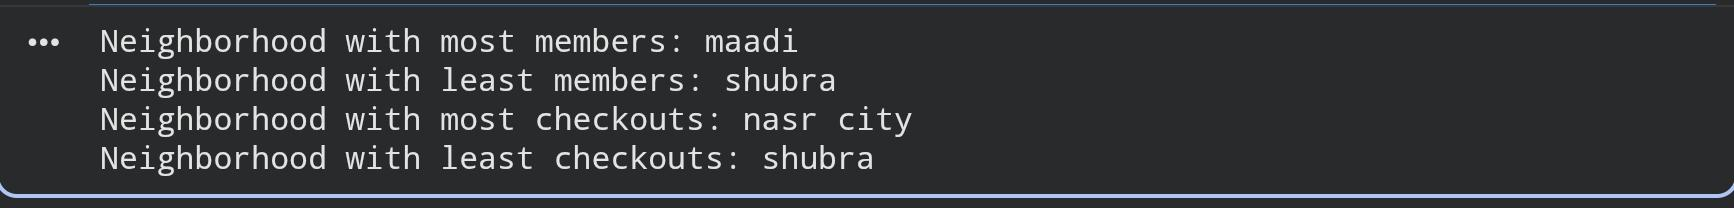 Neighborhood with most members: maadi
Neighborhood with least members: shubra
Neighborhood with most checkouts: nasr city
Neighborhood with least checkouts: shubra